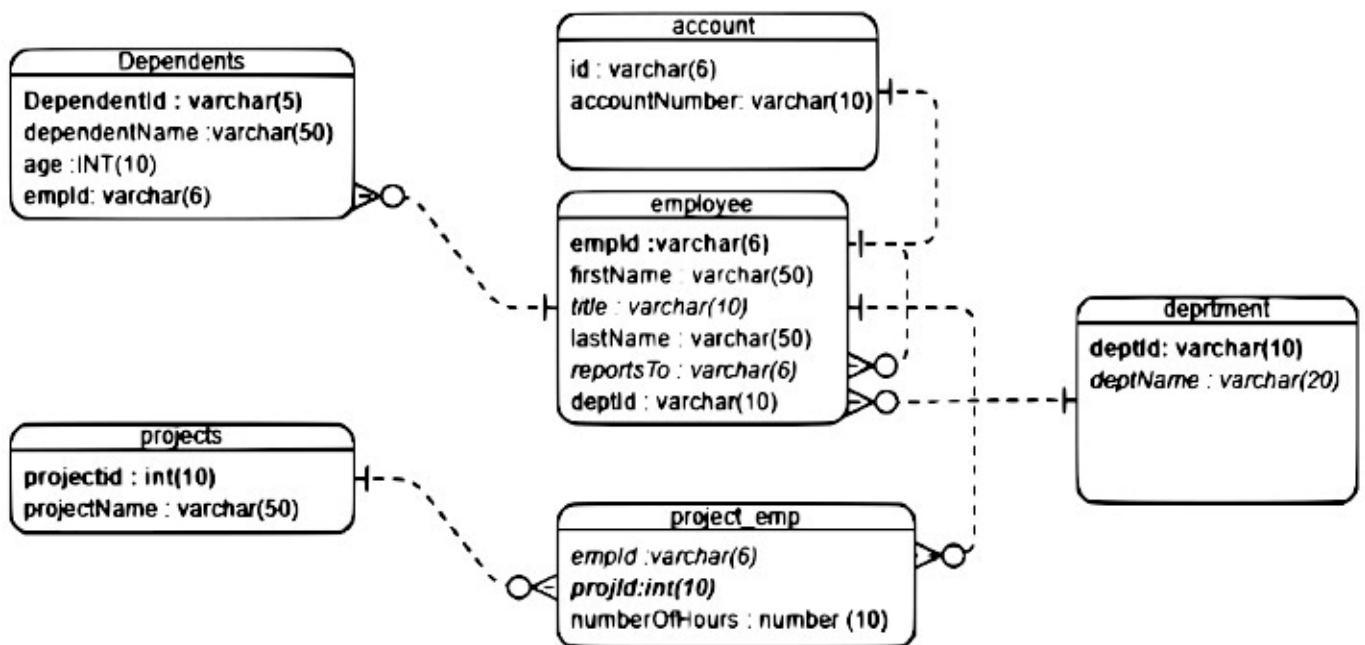 account
id : varchar(6)
accountNumber: varchar(10)
Dependents
DependentId : varchar(5)
dependentName :varchar(50)
age :INT(10)
empId: varchar(6)
employee
empId :varchar(6)
firstName : varchar(50)
title : varchar(10)
lastName : varchar(50)
reportsTo : varchar(6)
deptId : varchar(10)
deprtment
deptId: varchar(10)
deptName : varchar(20)
projects
projectid : int(10)
projectName : varchar(50)
project_emp
empId :varchar(6)
projId:int(10)
numberOfHours : number (10)